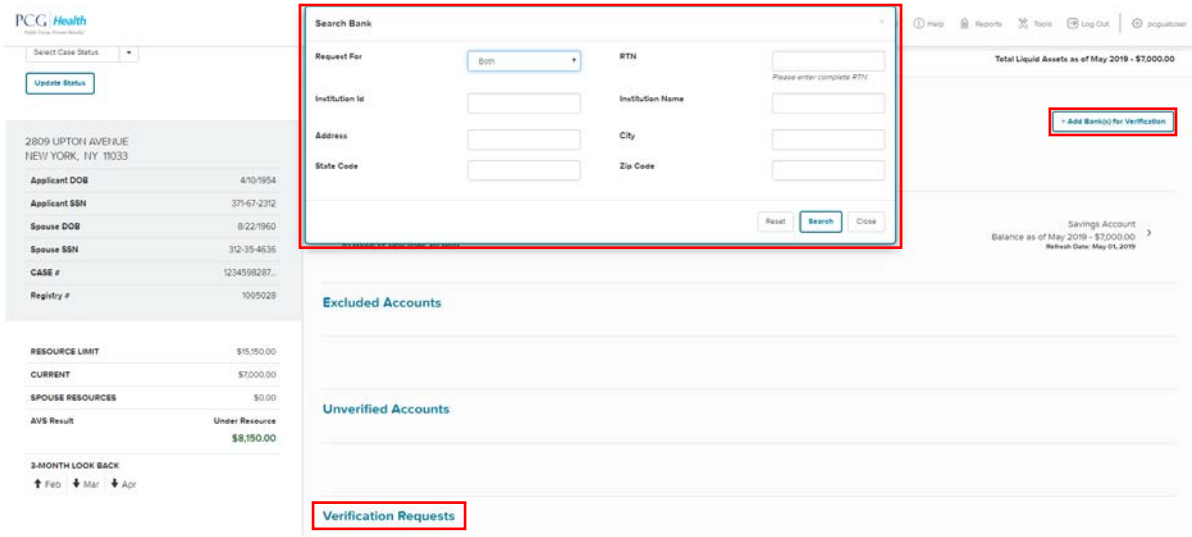 PCG Health
Select Case Status
Update Status
2809 UPTON AVENUE
NEW YORK, NY 11033
Applicant DOB 4/10/1954
Applicant SSN 371-67-2312
Spouse DOB 8/22/1960
Spouse SSN 312-35-4636
CASE # 1234598287...
Registry # 1005028
RESOURCE LIMIT $15,150.00
CURRENT $7,000.00
SPOUSE RESOURCES $0.00
AVS Result Under Resource
$8,150.00
3-MONTH LOOK BACK
Feb Mar Apr
Search Bank
Request For Both RTN
Please enter complete RTN
Institution Id Institution Name
Address City
State Code Zip Code
Reset Search Close
Help Reports Tools Log Out pcguatuser
Total Liquid Assets as of May 2019 - $7,000.00
+ Add Bank(s) for Verification
Savings Account
Balance as of May 2019 - $7,000.00
Refresh Date: May 01, 2019
Excluded Accounts
Unverified Accounts
Verification Requests